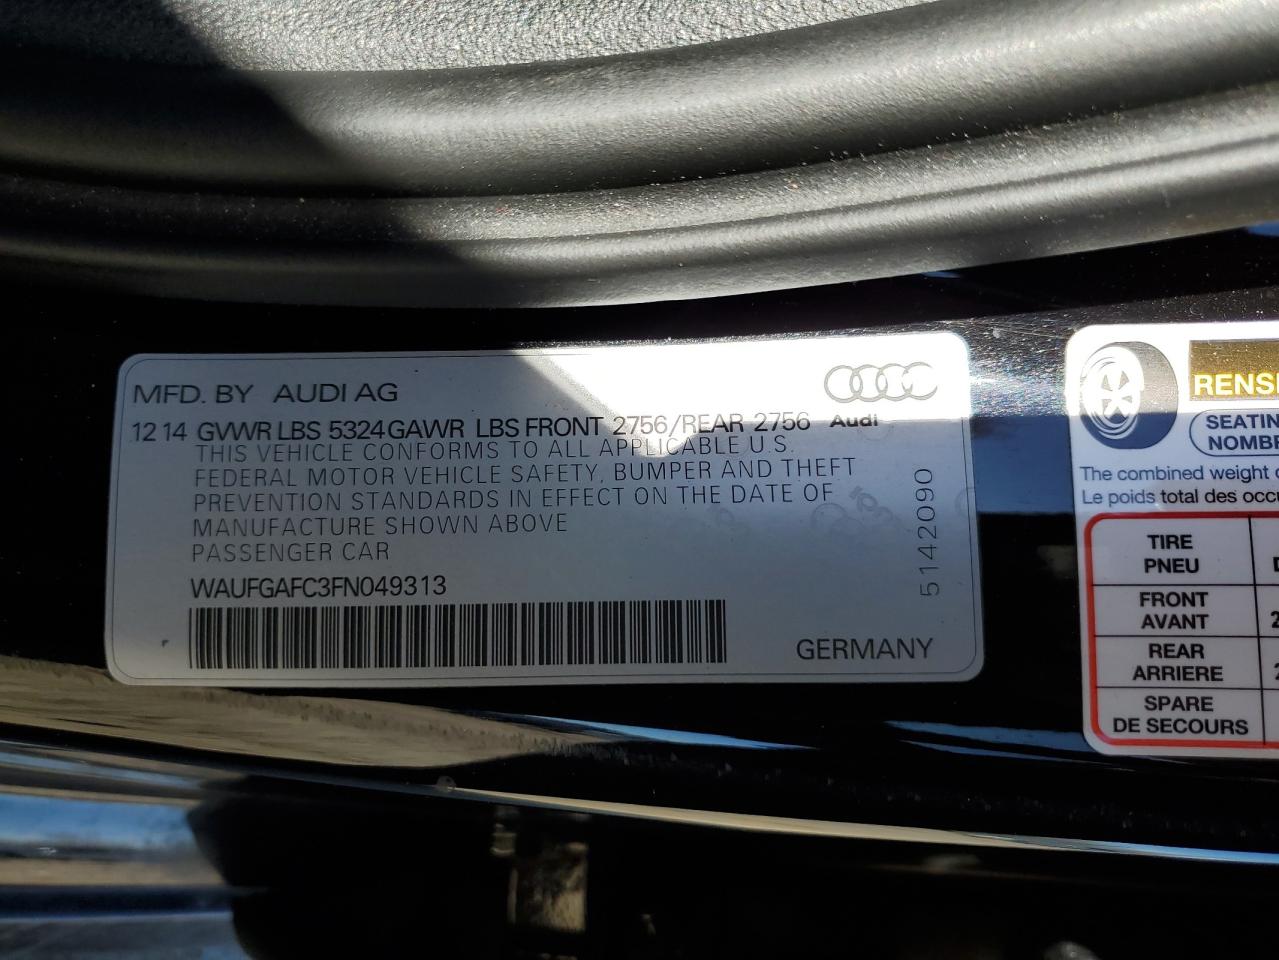 MFD. BY AUDI AG
12 14 GVWR LBS 5324 GAWR LBS FRONT 2756/REAR 2756 Audi
THIS VEHICLE CONFORMS TO ALL APPLICABLE U.S.
FEDERAL MOTOR VEHICLE SAFETY, BUMPER AND THEFT
PREVENTION STANDARDS IN EFFECT ON THE DATE OF
MANUFACTURE SHOWN ABOVE
PASSENGER CAR
WAUFGAFC3FN049313
GERMANY
5142090
RENSE
SEATIN
NOMBR
The combined weight o
Le poids total des occu
TIRE
PNEU
FRONT
AVANT
2
REAR
ARRIERE
2
SPARE
DE SECOURS